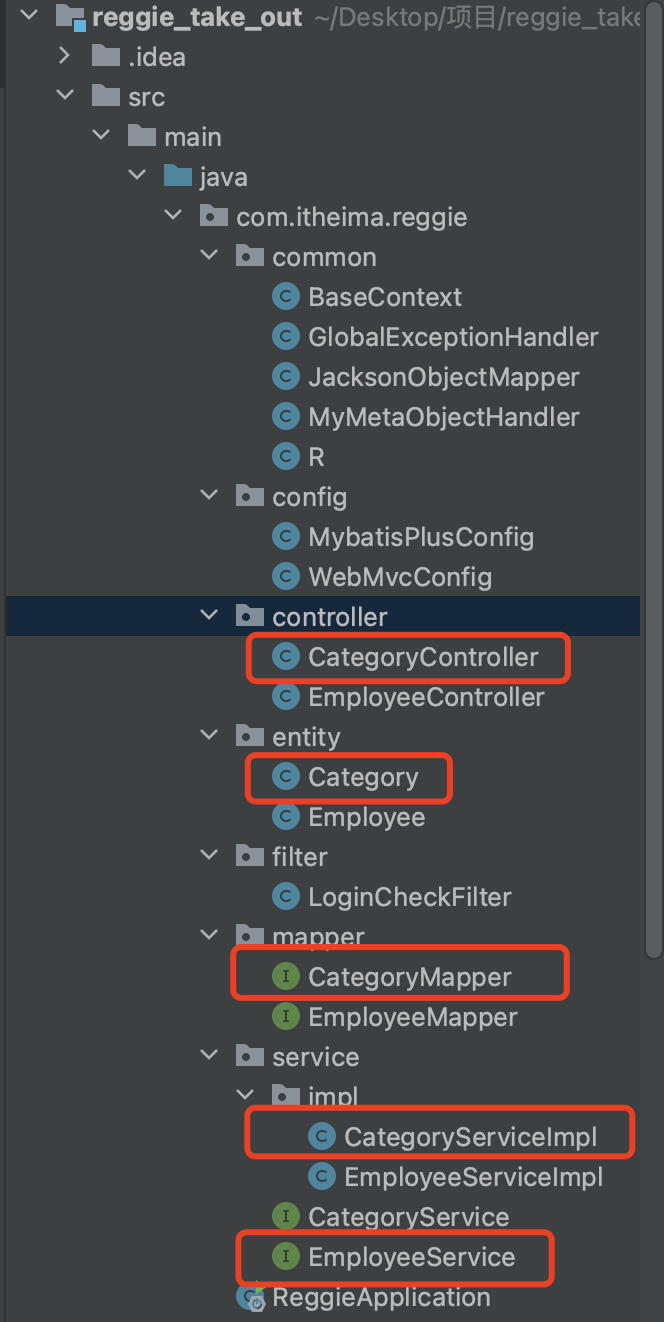 reggie_take_out ~/Desktop/项目/reggie_take
.idea
src
main
java
com.itheima.reggie
common
C BaseContext
C GlobalExceptionHandler
C JacksonObjectMapper
C MyMetaObjectHandler
C R
config
C MybatisPlusConfig
C WebMvcConfig
controller
C CategoryController
C EmployeeController
entity
C Category
C Employee
filter
C LoginCheckFilter
mapper
I CategoryMapper
I EmployeeMapper
service
impl
C CategoryServiceImpl
C EmployeeServiceImpl
I CategoryService
I EmployeeService
C ReggieApplication